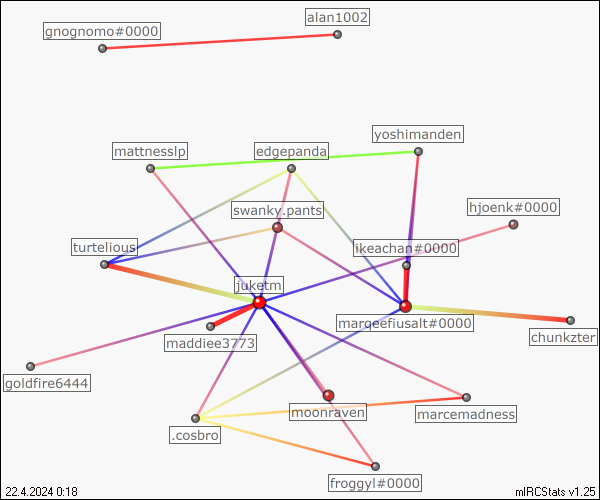 alan1002
gnognomo#0000
yoshimanden
mattnesslp
edgepanda
swanky.pants
hjoenk#0000
turtelious
ikeachan#0000
juketm
margeefiusalt#0000
chunkzter
maddiee3773
goldfire6444
moonraven
marcemadness
.cosbro
froggyl#0000
22.4.2024 0:18
mIRCStats v1.25